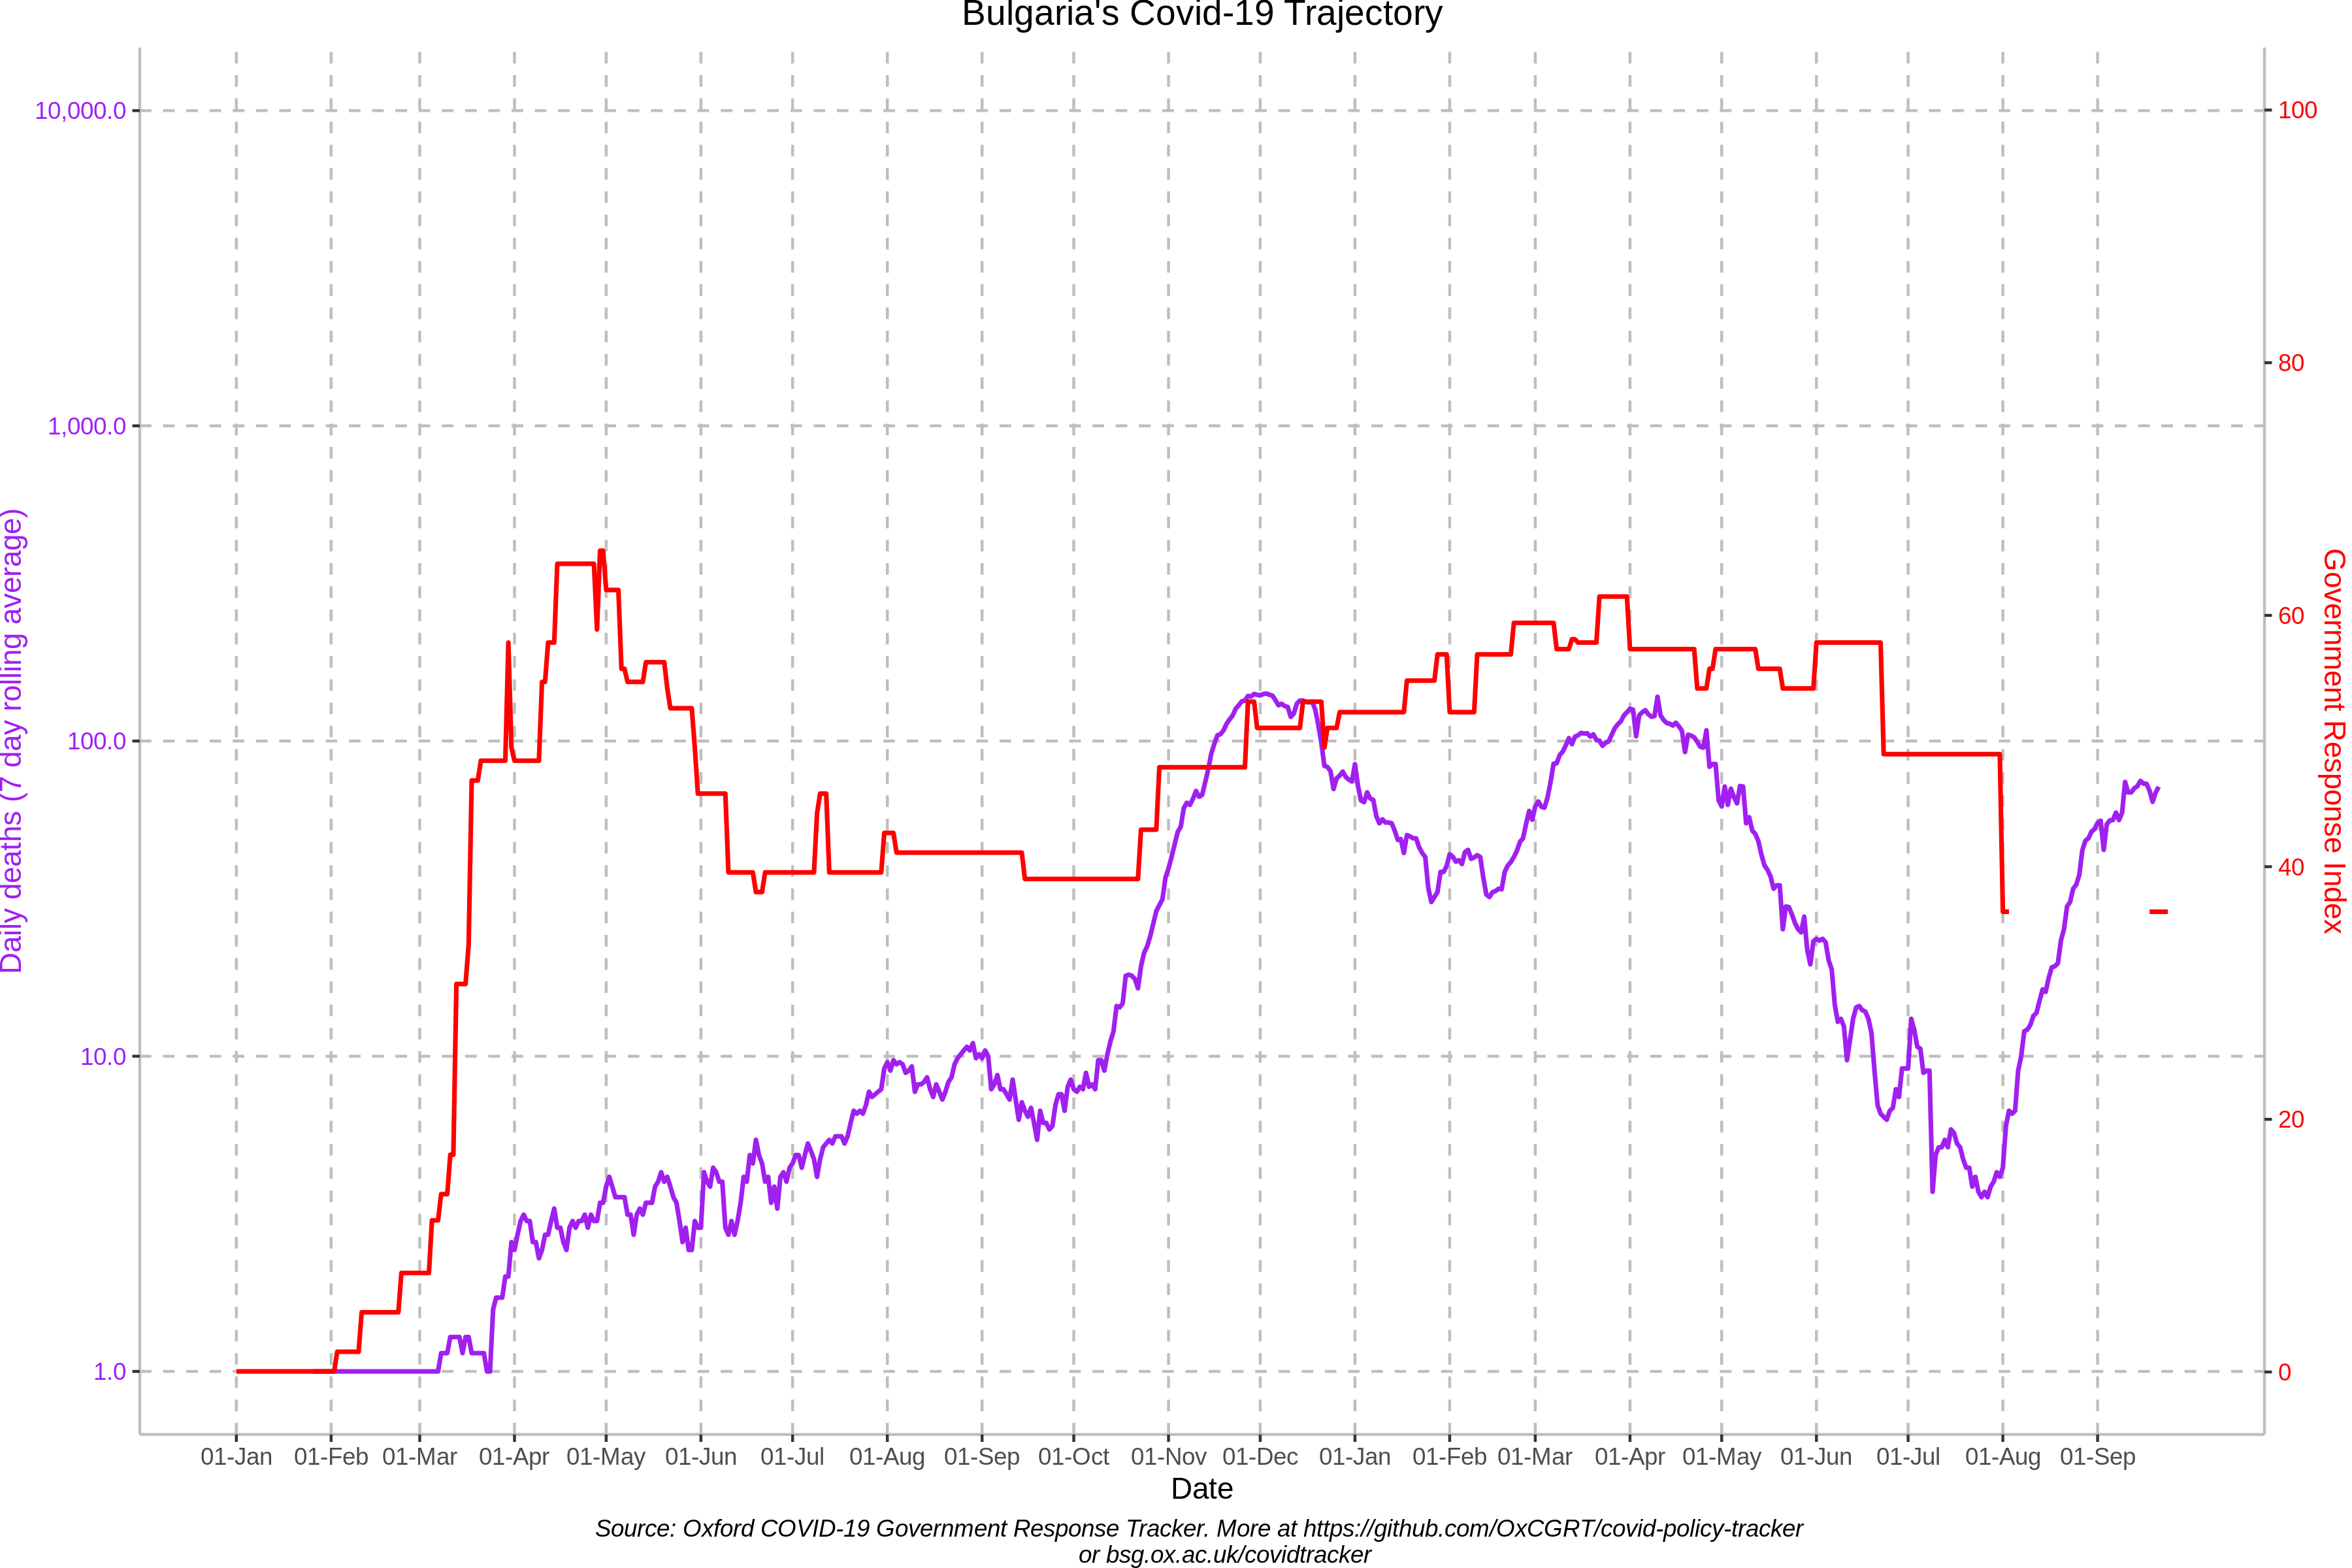 Bulgaria's Covid-19 Trajectory
10,000.0
1,000.0
100.0
10.0
1.0
Daily deaths (7 day rolling average)
100
80
60
40
20
0
Government Response Index
01-Jan 01-Feb 01-Mar 01-Apr 01-May 01-Jun 01-Jul 01-Aug 01-Sep 01-Oct 01-Nov 01-Dec 01-Jan 01-Feb 01-Mar 01-Apr 01-May 01-Jun 01-Jul 01-Aug 01-Sep
Date
Source: Oxford COVID-19 Government Response Tracker. More at https://github.com/OxCGRT/covid-policy-tracker
or bsg.ox.ac.uk/covidtracker